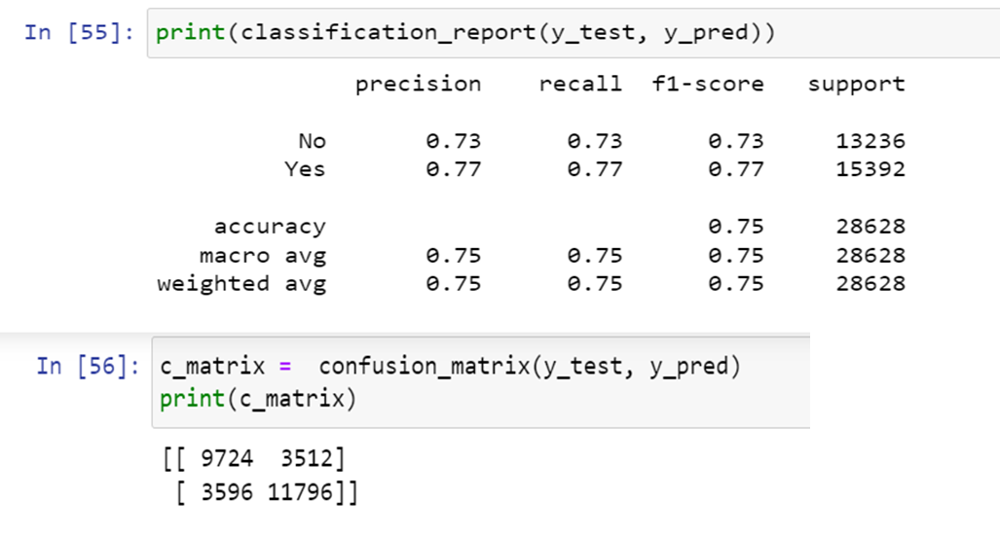 In [55]: print(classification_report(y_test, y_pred))
precision recall f1-score support
No 0.73 0.73 0.73 13236
Yes 0.77 0.77 0.77 15392
accuracy 0.75 28628
macro avg 0.75 0.75 0.75 28628
weighted avg 0.75 0.75 0.75 28628
In [56]: c_matrix = confusion_matrix(y_test, y_pred)
print(c_matrix)
[[ 9724 3512]
[ 3596 11796]]